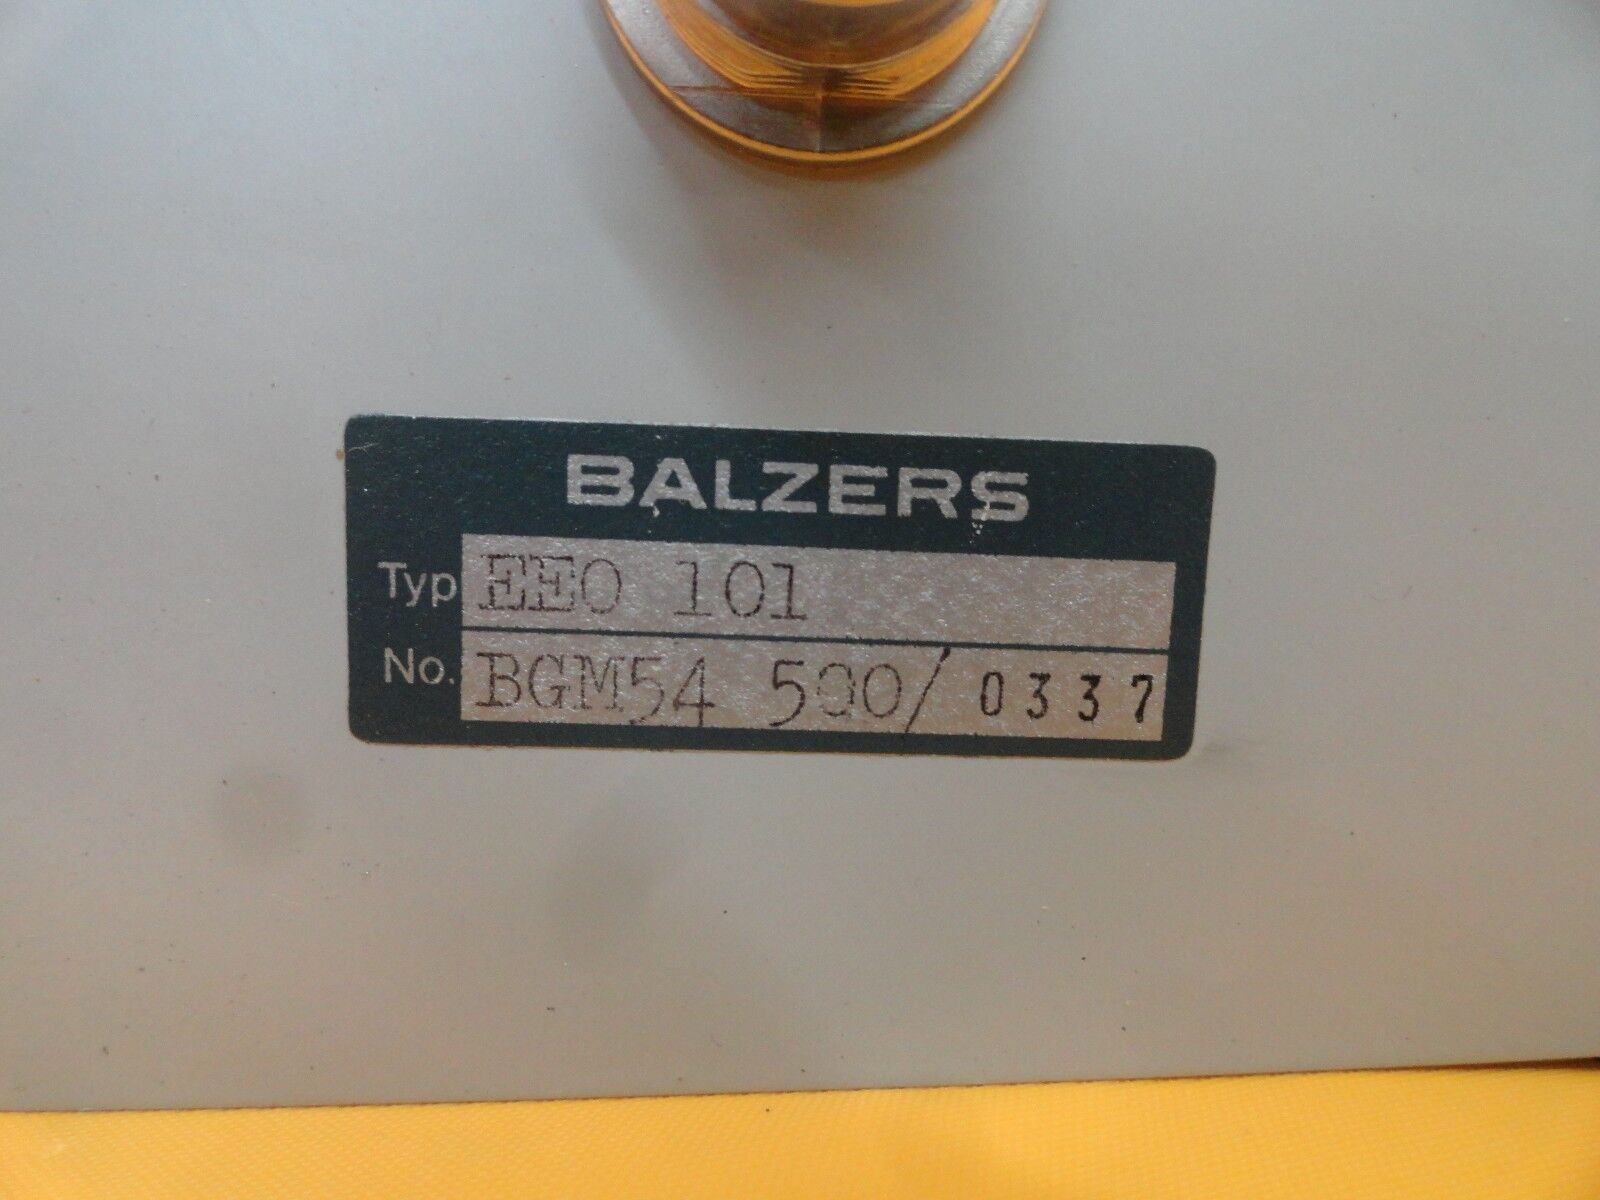 BALZERS
Typ EEO 101
No. BGM54 500/ 0337